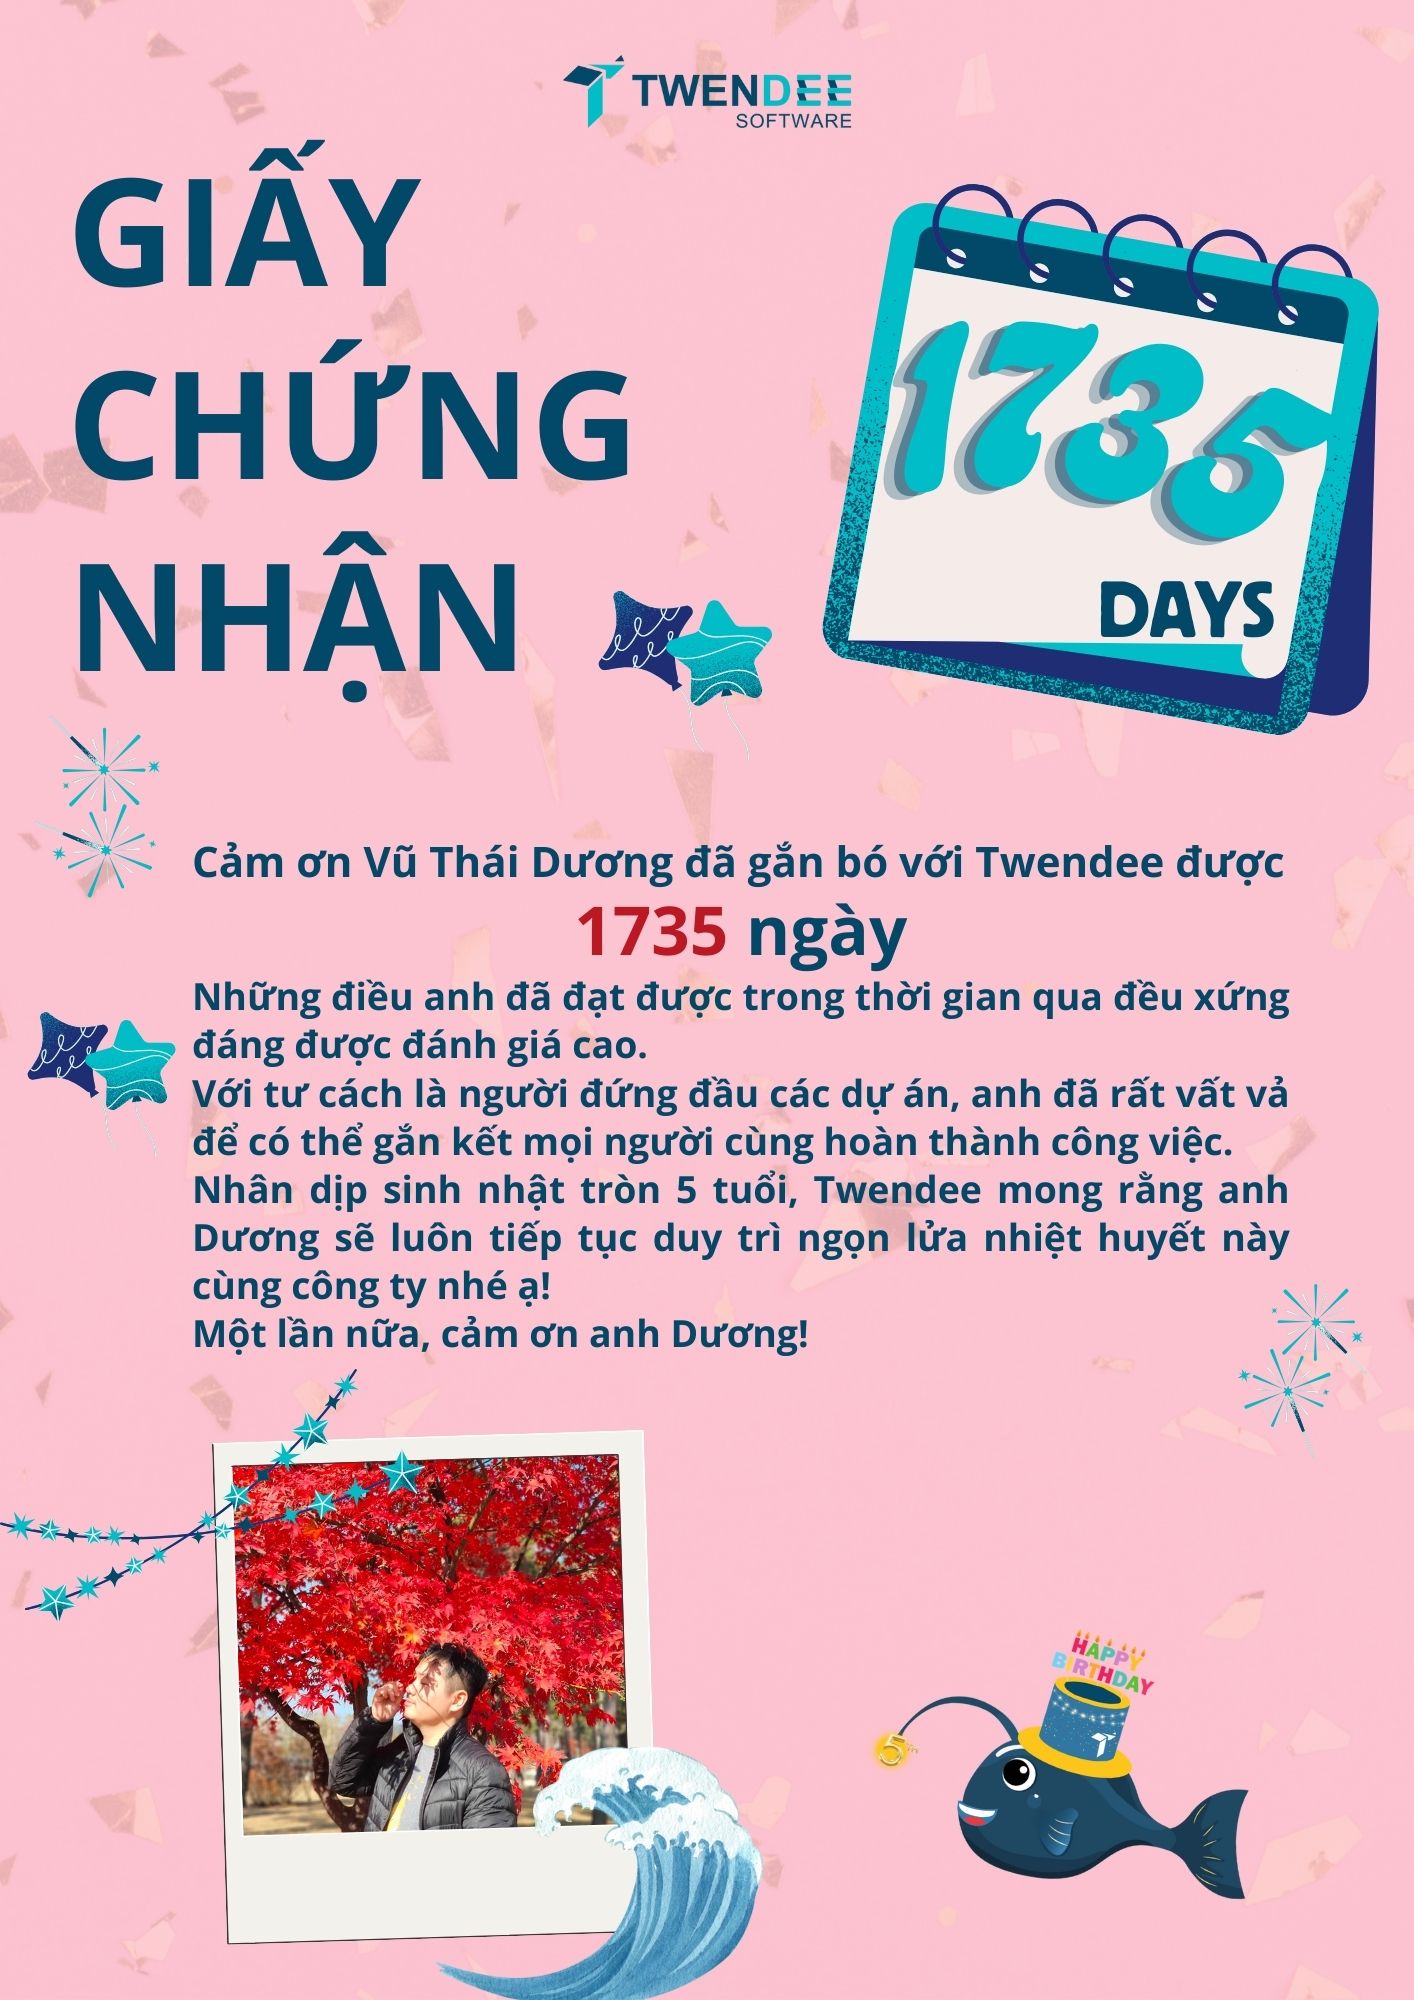 TWENDEE
SOFTWARE
GIẤY
CHỨNG
NHẬN
1735
DAYS
Cảm ơn Vũ Thái Dương đã gắn bó với Twendee được
1735 ngày
Những điều anh đã đạt được trong thời gian qua đều xứng
đáng được đánh giá cao.
Với tư cách là người đứng đầu các dự án, anh đã rất vất vả
để có thể gắn kết mọi người cùng hoàn thành công việc.
Nhân dịp sinh nhật tròn 5 tuổi, Twendee mong rằng anh
Dương sẽ luôn tiếp tục duy trì ngọn lửa nhiệt huyết này
cùng công ty nhé ạ!
Một lần nữa, cảm ơn anh Dương!
HAPPY
BIRTHDAY
5th